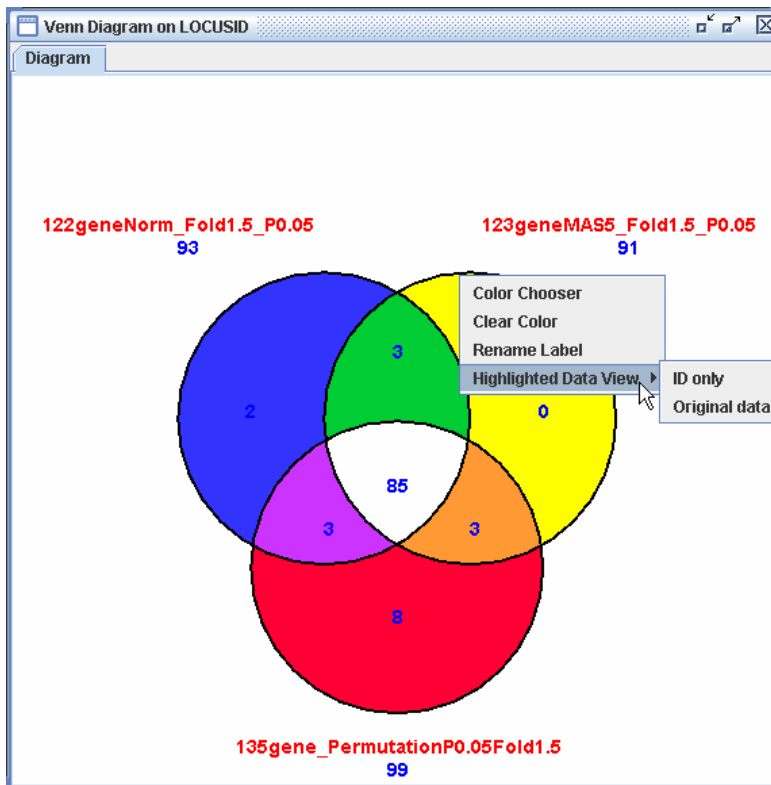 Venn Diagram on LOCUSID
Diagram
122geneNorm_Fold1.5_P0.05
93
123geneMAS5_Fold1.5_P0.05
91
Color Chooser
Clear Color
Rename Label
Highlighted Data View
ID only
Original data
3
2
0
85
3
3
8
135gene_PermutationP0.05Fold1.5
99